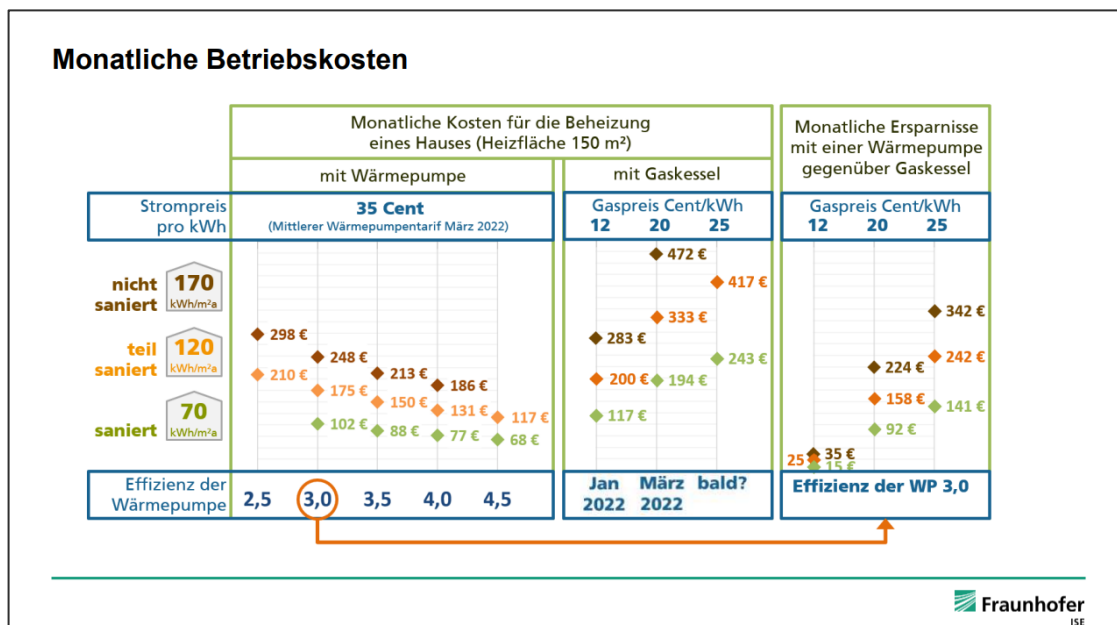 Monatliche Betriebskosten
Monatliche Kosten für die Beheizung
eines Hauses (Heizfläche 150 m²)
Monatliche Ersparnisse
mit einer Wärmepumpe
gegenüber Gaskessel
mit Wärmepumpe
mit Gaskessel
Strompreis
pro kWh
35 Cent
(Mittlerer Wärmepumpentarif März 2022)
Gaspreis Cent/kWh
12 20 25
Gaspreis Cent/kWh
12 20 25
nicht
saniert
170
kWh/m²a
teil
saniert
120
kWh/m²a
saniert
70
kWh/m²a
298 €
248 €
213 €
186 €
210 €
175 €
150 €
131 €
117 €
102 €
88 €
77 €
68 €
472 €
417 €
333 €
283 €
243 €
200 €
194 €
117 €
342 €
242 €
224 €
158 €
141 €
92 €
35 €
25
15 €
Effizienz der
Wärmepumpe
2,5 3,0 3,5 4,0 4,5
Jan März bald?
2022 2022
Effizienz der WP 3,0
Fraunhofer
ISE